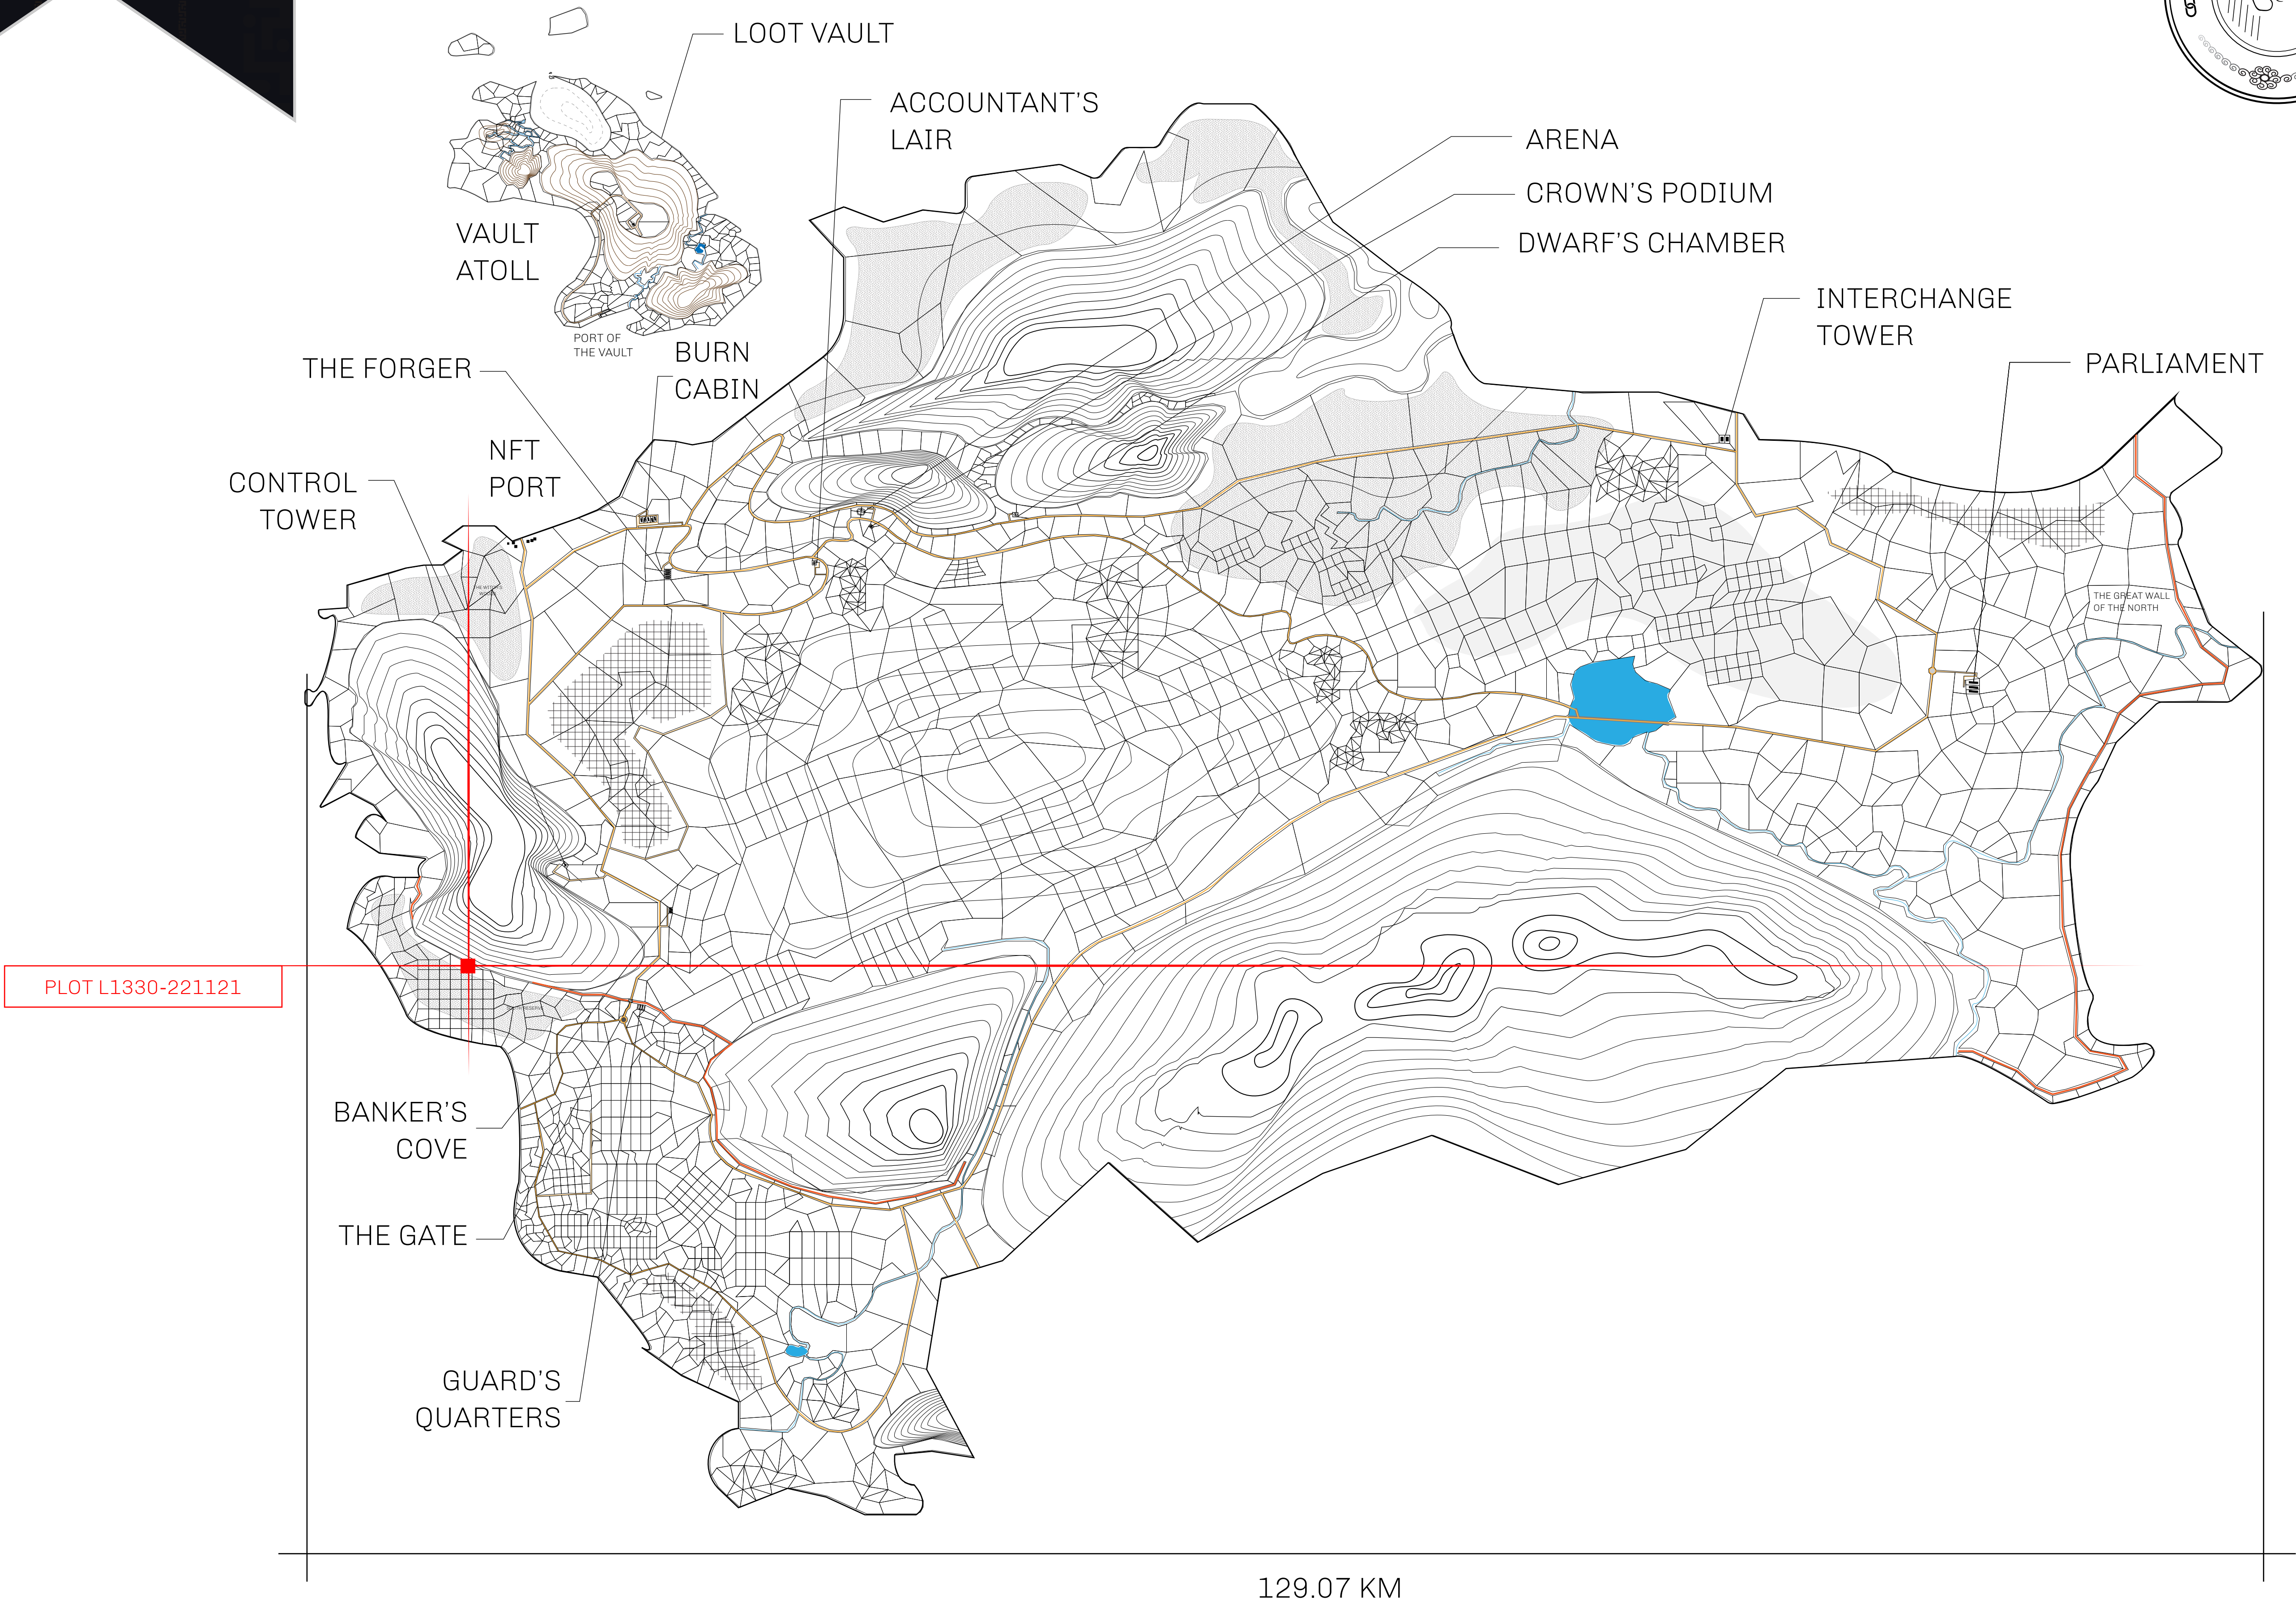 LOOT VAULT
ACCOUNTANT'S
LAIR
ARENA
CROWN'S PODIUM
DWARF'S CHAMBER
VAULT
ATOLL
INTERCHANGE
TOWER
PORT OF
THE VAULT
BURN
CABIN
THE FORGER
PARLIAMENT
NFT
PORT
CONTROL
TOWER
THE GREAT WALL
OF THE NORTH
PLOT L1330-221121
BANKER'S
COVE
THE GATE
GUARD'S
QUARTERS
129.07 KM